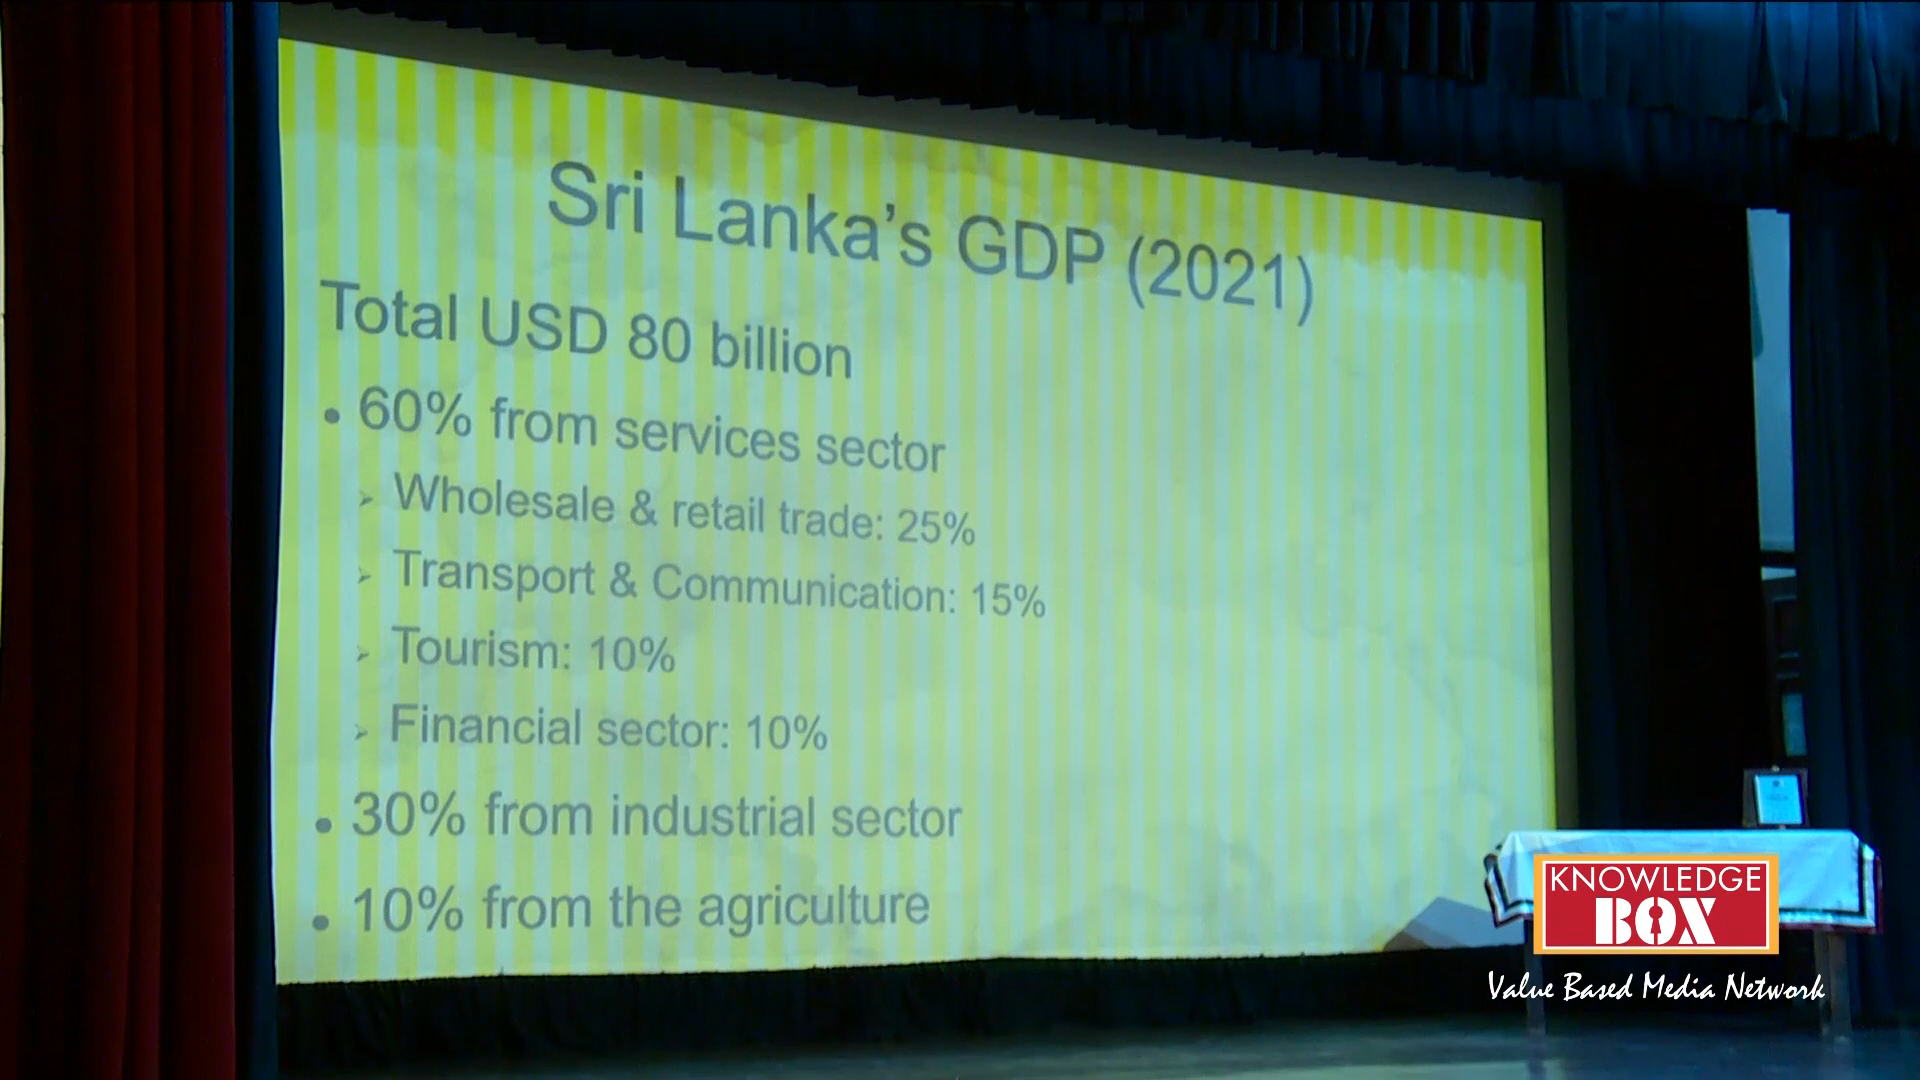 Sri Lanka's GDP (2021)
Total USD 80 billion
• 60% from services sector
➢ Wholesale & retail trade: 25%
➢ Transport & Communication: 15%
➢ Tourism: 10%
➢ Financial sector: 10%
• 30% from industrial sector
• 10% from the agriculture
KNOWLEDGE
BOX
Value Based Media Network